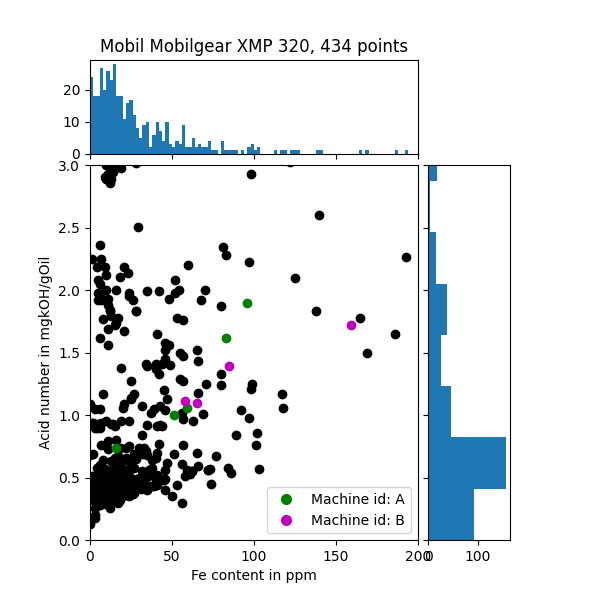 Mobil Mobilgear XMP 320, 434 points
20
10
0
3.0
2.5
2.0
1.5
1.0
0.5
0.0
Acid number in mgkOH/gOil
Machine id: A
Machine id: B
0 50 100 150 200 0 100
Fe content in ppm